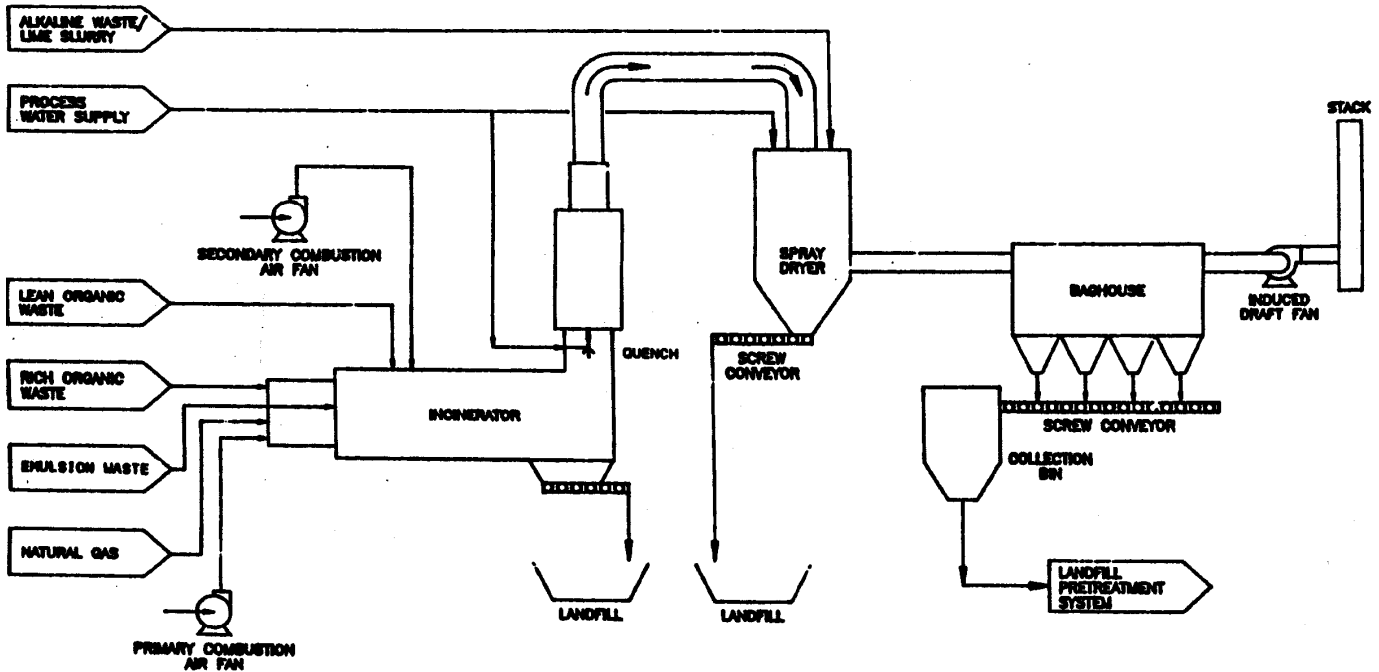 ALKALINE WASTE/
LIME SLURRY
PROCESS
WATER SUPPLY
STACK
SECONDARY COMBUSTION
AIR FAN
SPRAY
DRYER
LEAN ORGANIC
WASTE
BAGHOUSE
INDUCED
DRAFT FAN
QUENCH
SCREW
CONVEYOR
RICH ORGANIC
WASTE
INCINERATOR
SCREW CONVEYOR
EMULSION WASTE
COLLECTION
BIN
NATURAL GAS
LANDFILL
LANDFILL
LANDFILL
PRETREATMENT
SYSTEM
PRIMARY COMBUSTION
AIR FAN